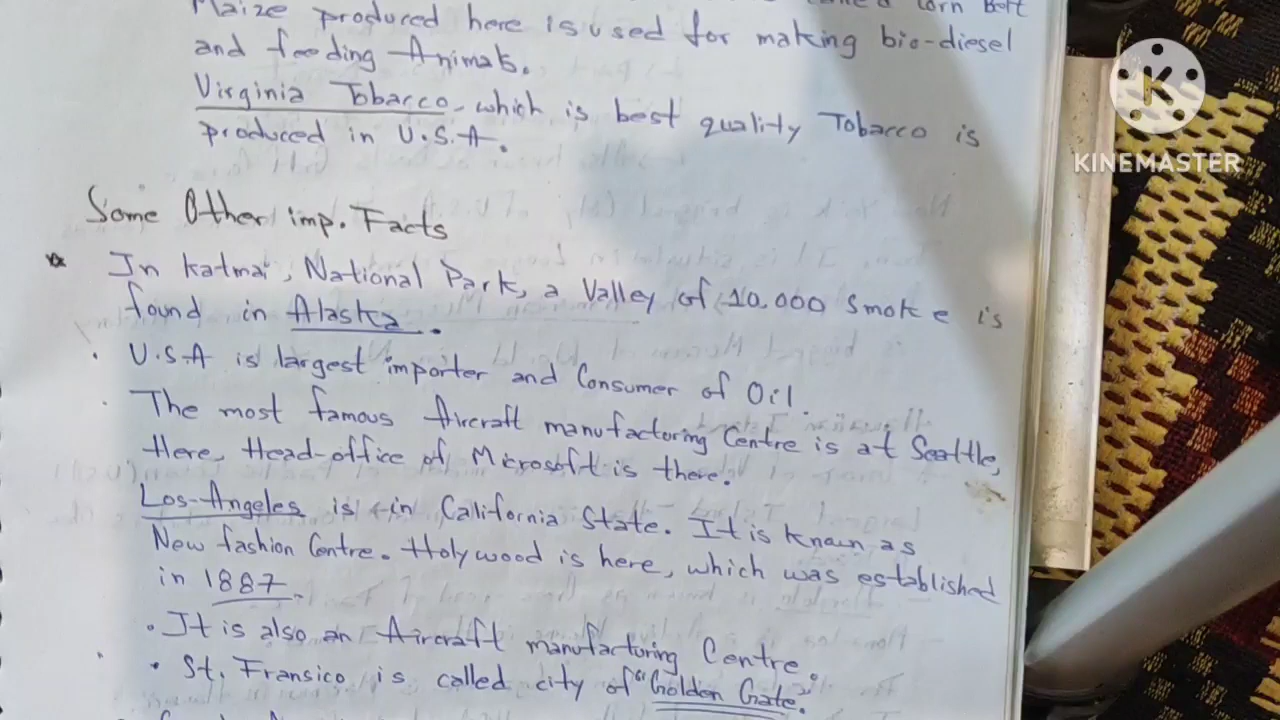 Corn Belt
Maize produced here is used for making bio-diesel
and feeding Animals.
Virginia Tobacco, which is best quality Tobacco is
produced in U.S.A.
Some Other imp. Facts
In Katmai, National Park, a Valley of 10,000 Smoke is
found in Alaska.
U.S.A is largest importer and Consumer of Oil.
The most famous Aircraft manufacturing Centre is at Seattle,
Here, Head-office of Microsoft is there.
Los-Angeles is in California State. It is known as
New fashion Centre. Holywood is here, which was established
in 1887.
It is also an Aircraft manufacturing Centre.
St. Fransico is called city of "Golden Gate."
K
KINEMASTER